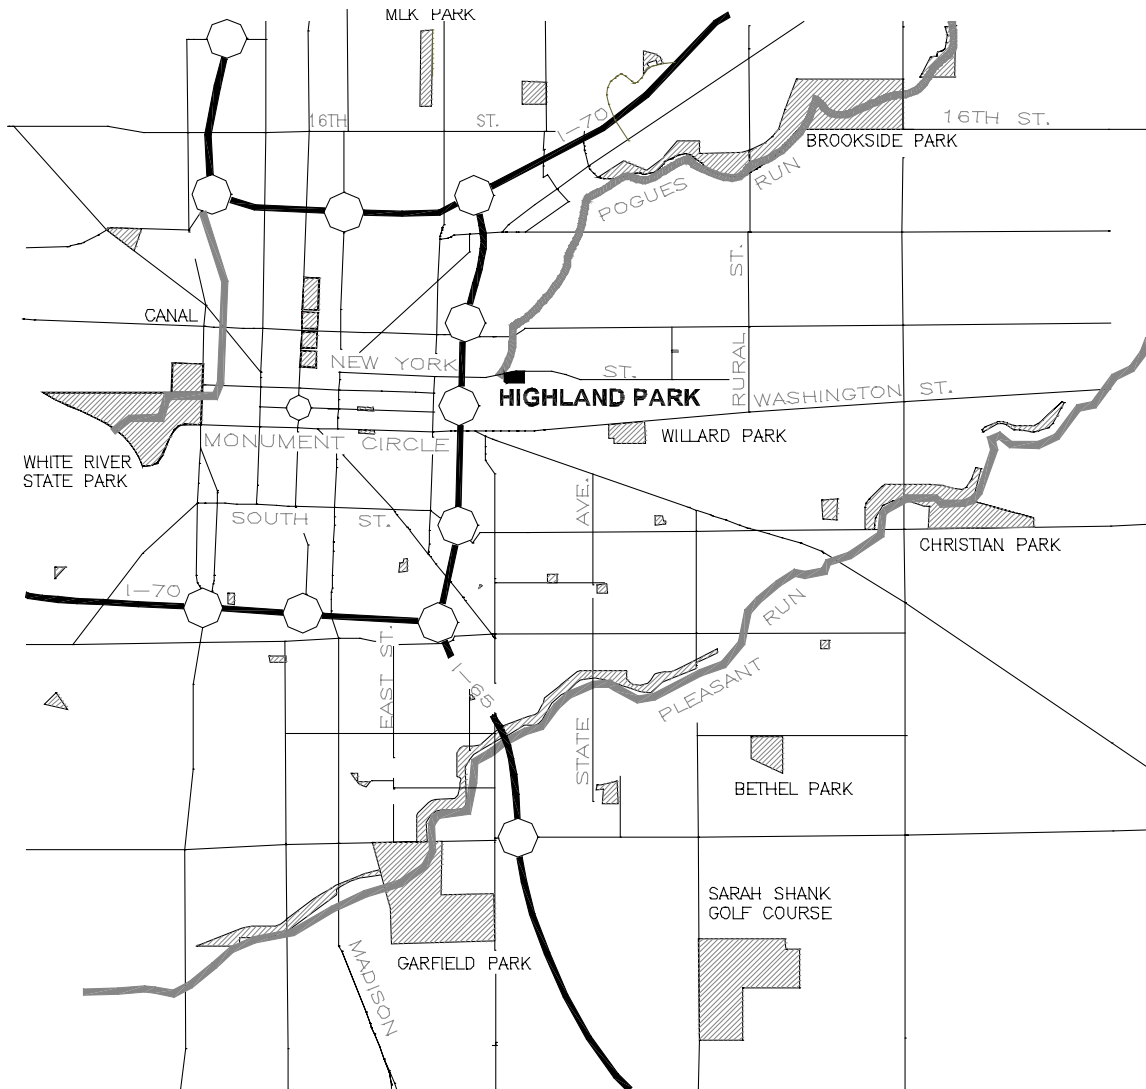 MLK PARK
16TH ST.
I-70
16TH ST.
BROOKSIDE PARK
POGUES RUN
CANAL
NEW YORK ST.
RURAL ST.
HIGHLAND PARK
WASHINGTON ST.
MONUMENT CIRCLE
WILLARD PARK
WHITE RIVER
STATE PARK
SOUTH ST.
STATE AVE.
CHRISTIAN PARK
I-70
EAST ST.
I-65
PLEASANT RUN
BETHEL PARK
SARAH SHANK
GOLF COURSE
GARFIELD PARK
MADISON